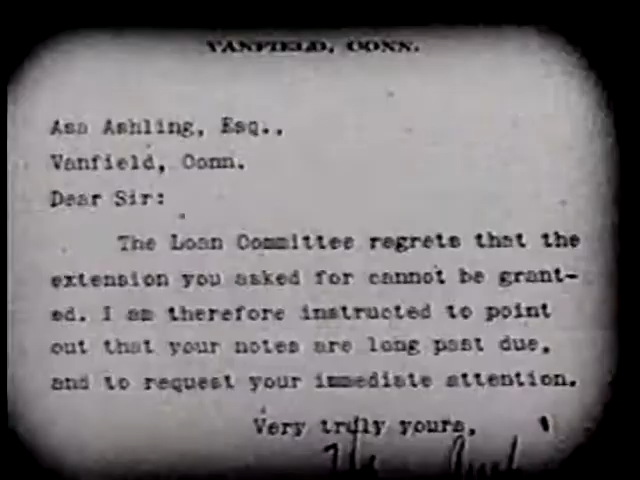 VANFIELD, CONN.
Asa Ashling, Esq.,
Vanfield, Conn.
Dear Sir:
The Loan Committee regrets that the
extension you asked for cannot be grant-
ed. I am therefore instructed to point
out that your notes are long past due,
and to request your immediate attention.
Very truly yours,